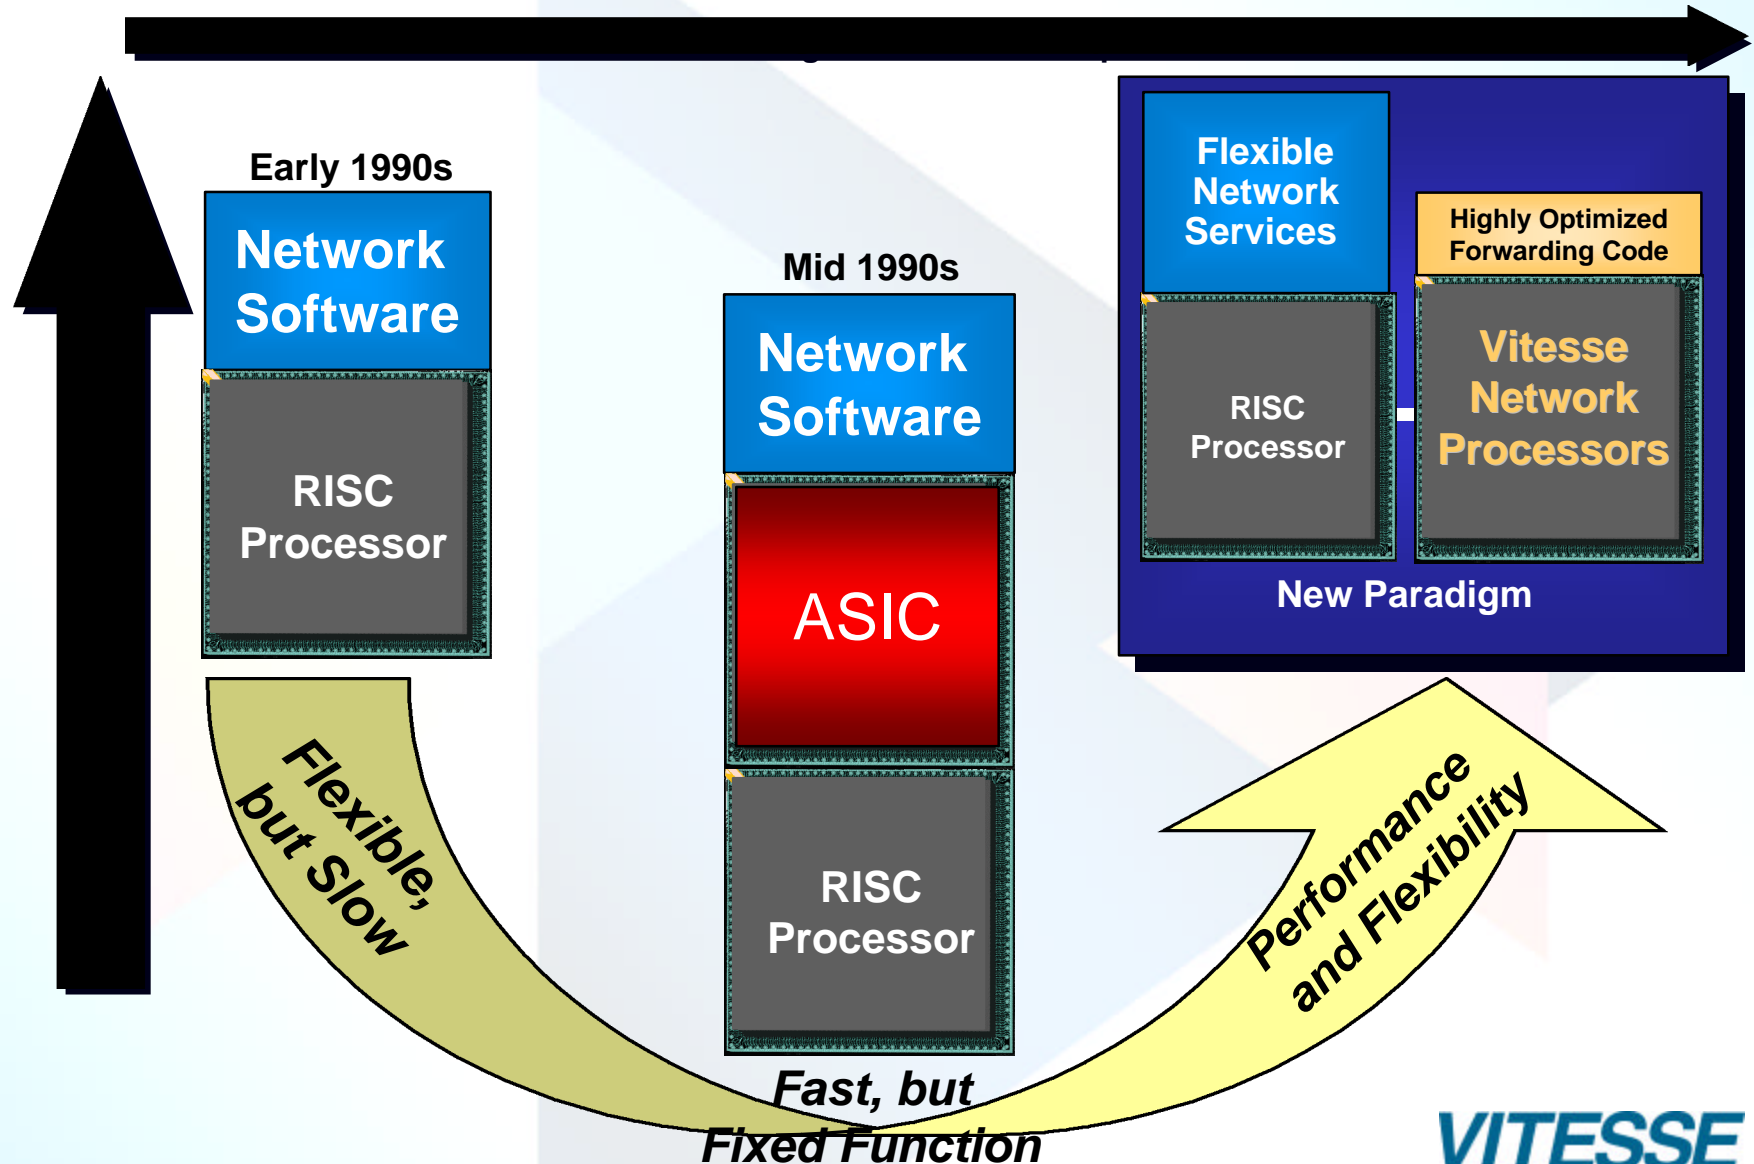 Early 1990s
Network
Software
RISC
Processor
Mid 1990s
Network
Software
ASIC
RISC
Processor
Flexible
Network
Services
RISC
Processor
Highly Optimized
Forwarding Code
Vitesse
Network
Processors
New Paradigm
Flexible,
but Slow
Fast, but
Fixed Function
Performance
and Flexibility
VITESSE